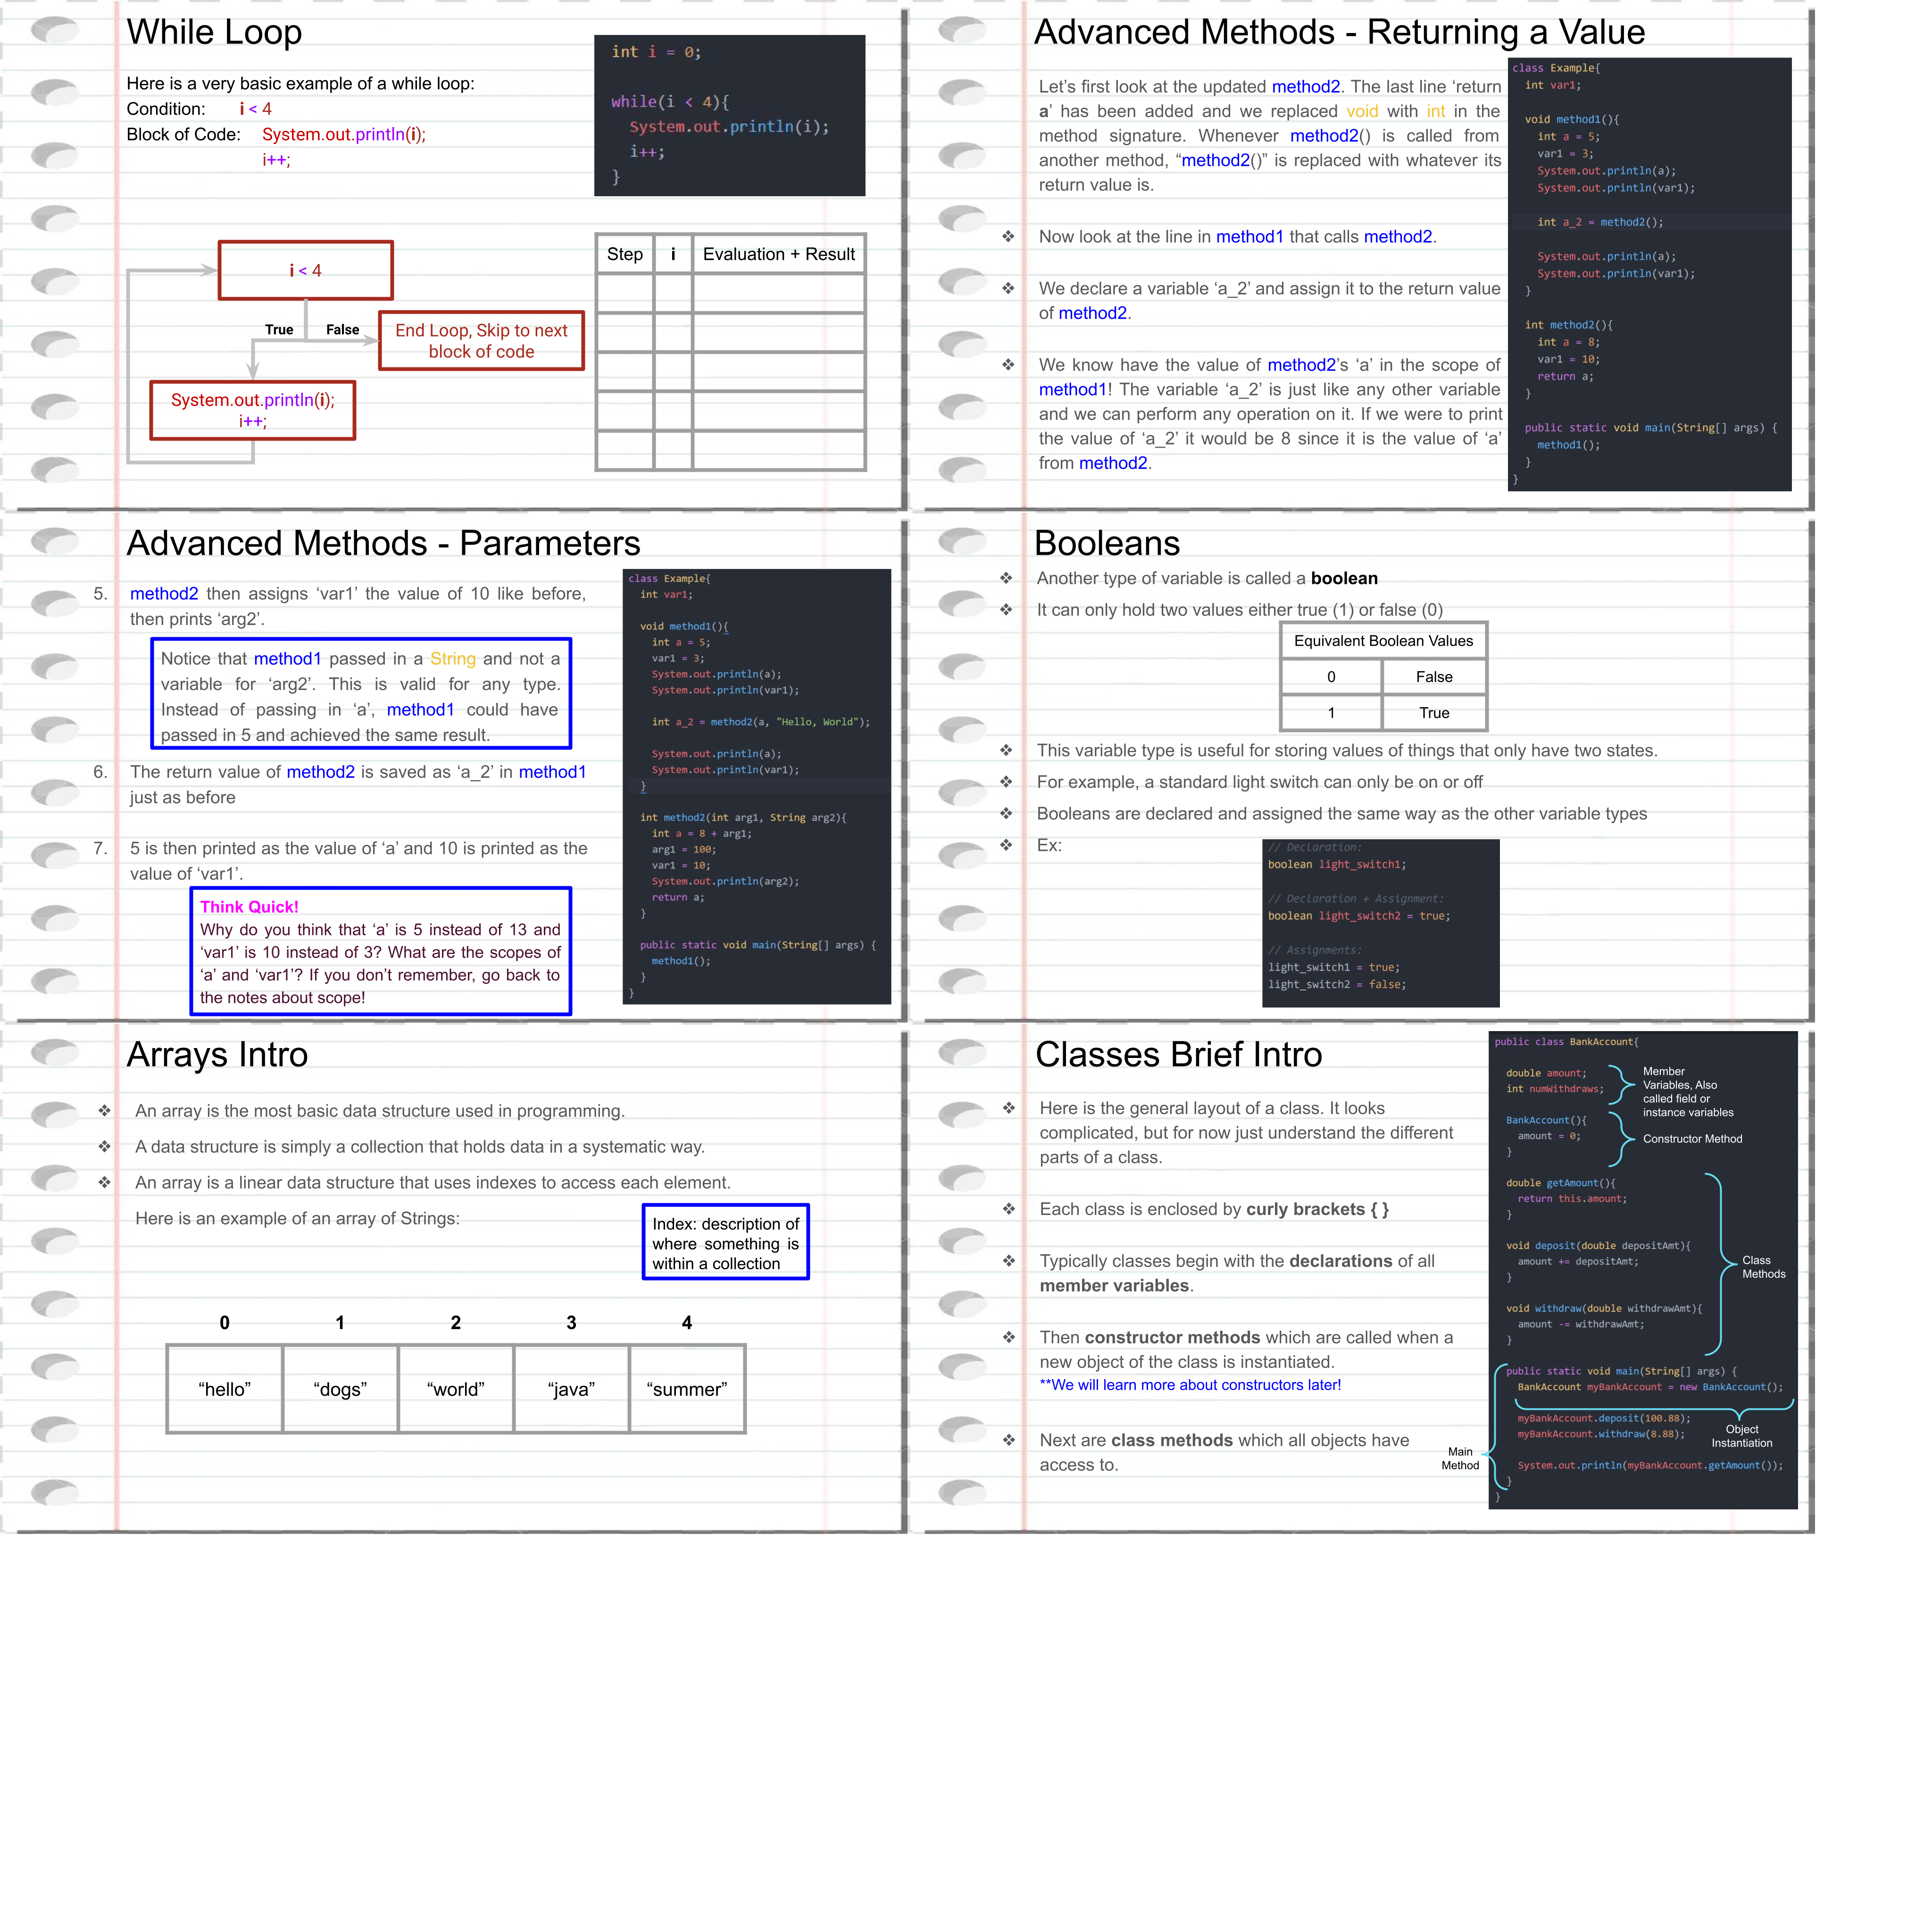 While Loop
Here is a very basic example of a while loop:
Condition: i < 4
Block of Code: System.out.println(i);
i++;
int i = 0;
while(i < 4){
System.out.println(i);
i++;
}
i < 4
True False
End Loop, Skip to next
block of code
System.out.println(i);
i++;
Step i Evaluation + Result
Advanced Methods - Returning a Value
Let's first look at the updated method2. The last line ‘return
a’ has been added and we replaced void with int in the
method signature. Whenever method2() is called from
another method, “method2()” is replaced with whatever its
return value is.
❖ Now look at the line in method1 that calls method2.
❖ We declare a variable ‘a_2’ and assign it to the return value
of method2.
❖ We know have the value of method2’s ‘a’ in the scope of
method1! The variable ‘a_2’ is just like any other variable
and we can perform any operation on it. If we were to print
the value of ‘a_2’ it would be 8 since it is the value of ‘a’
from method2.
class Example{
int var1;
void method1(){
int a = 5;
var1 = 3;
System.out.println(a);
System.out.println(var1);
int a_2 = method2();
System.out.println(a);
System.out.println(var1);
}
int method2(){
int a = 8;
var1 = 10;
return a;
}
public static void main(String[] args) {
method1();
}
}
Advanced Methods - Parameters
5. method2 then assigns ‘var1’ the value of 10 like before,
then prints ‘arg2’.
Notice that method1 passed in a String and not a
variable for ‘arg2’. This is valid for any type.
Instead of passing in ‘a’, method1 could have
passed in 5 and achieved the same result.
6. The return value of method2 is saved as ‘a_2’ in method1
just as before
7. 5 is then printed as the value of ‘a’ and 10 is printed as the
value of ‘var1’.
Think Quick!
Why do you think that ‘a’ is 5 instead of 13 and
‘var1’ is 10 instead of 3? What are the scopes of
‘a’ and ‘var1’? If you don’t remember, go back to
the notes about scope!
class Example{
int var1;
void method1(){
int a = 5;
var1 = 3;
System.out.println(a);
System.out.println(var1);
int a_2 = method2(a, "Hello, World");
System.out.println(a);
System.out.println(var1);
}
int method2(int arg1, String arg2){
int a = 8 + arg1;
arg1 = 100;
var1 = 10;
System.out.println(arg2);
return a;
}
public static void main(String[] args) {
method1();
}
}
Booleans
❖ Another type of variable is called a boolean
❖ It can only hold two values either true (1) or false (0)
Equivalent Boolean Values
0 False
1 True
❖ This variable type is useful for storing values of things that only have two states.
❖ For example, a standard light switch can only be on or off
❖ Booleans are declared and assigned the same way as the other variable types
❖ Ex:
// Declaration:
boolean light_switch1;
// Declaration + Assignment:
boolean light_switch2 = true;
// Assignments:
light_switch1 = true;
light_switch2 = false;
Arrays Intro
❖ An array is the most basic data structure used in programming.
❖ A data structure is simply a collection that holds data in a systematic way.
❖ An array is a linear data structure that uses indexes to access each element.
Here is an example of an array of Strings:
Index: description of
where something is
within a collection
0 1 2 3 4
“hello” “dogs” “world” “java” “summer”
Classes Brief Intro
❖ Here is the general layout of a class. It looks
complicated, but for now just understand the different
parts of a class.
❖ Each class is enclosed by curly brackets { }
❖ Typically classes begin with the declarations of all
member variables.
❖ Then constructor methods which are called when a
new object of the class is instantiated.
**We will learn more about constructors later!
❖ Next are class methods which all objects have
access to.
public class BankAccount{
double amount;
int numWithdraws;
Member
Variables, Also
called field or
instance variables
BankAccount(){
amount = 0;
}
Constructor Method
double getAmount(){
return this.amount;
}
void deposit(double depositAmt){
amount += depositAmt;
}
void withdraw(double withdrawAmt){
amount -= withdrawAmt;
}
Class
Methods
public static void main(String[] args) {
BankAccount myBankAccount = new BankAccount();
myBankAccount.deposit(100.88);
myBankAccount.withdraw(8.88);
Object
Instantiation
System.out.println(myBankAccount.getAmount());
}
}
Main
Method